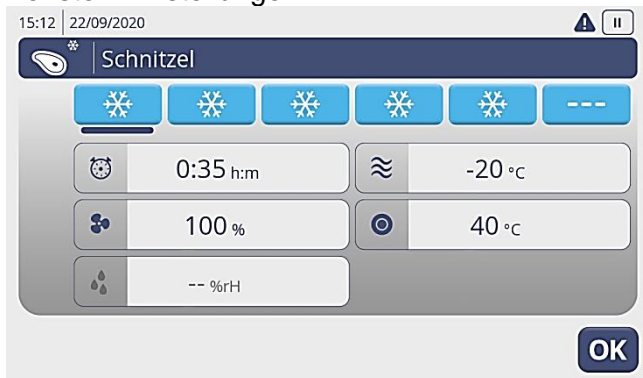 15:12 22/09/2020
Schnitzel
---
0:35 h:m
-20 °C
100 %
40 °C
-- %rH
OK